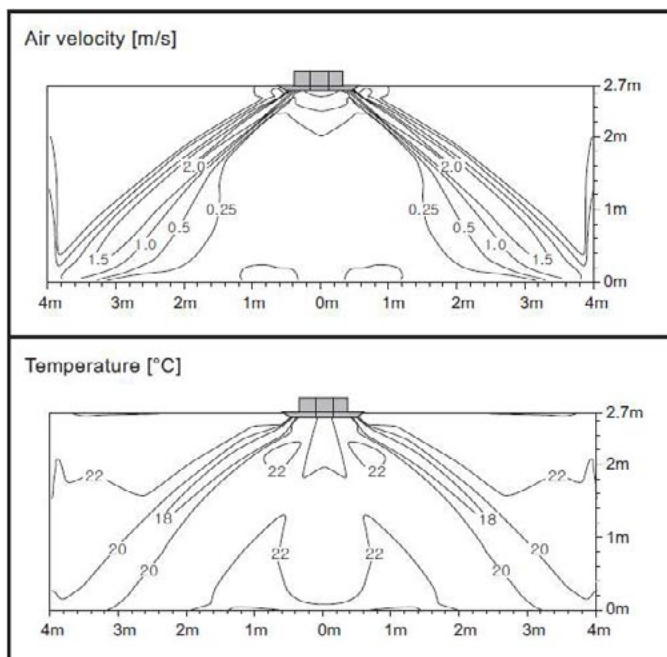 Air velocity [m/s]
2.7m
2m
2.0 2.0
0.25 0.25
1m
0.5 0.5
1.0 1.0
1.5 1.5
0m
4m 3m 2m 1m 0m 1m 2m 3m 4m
Temperature [°C]
2.7m
22 22 22 22
2m
18 18
1m
20 20 22 22 20 20
0m
4m 3m 2m 1m 0m 1m 2m 3m 4m